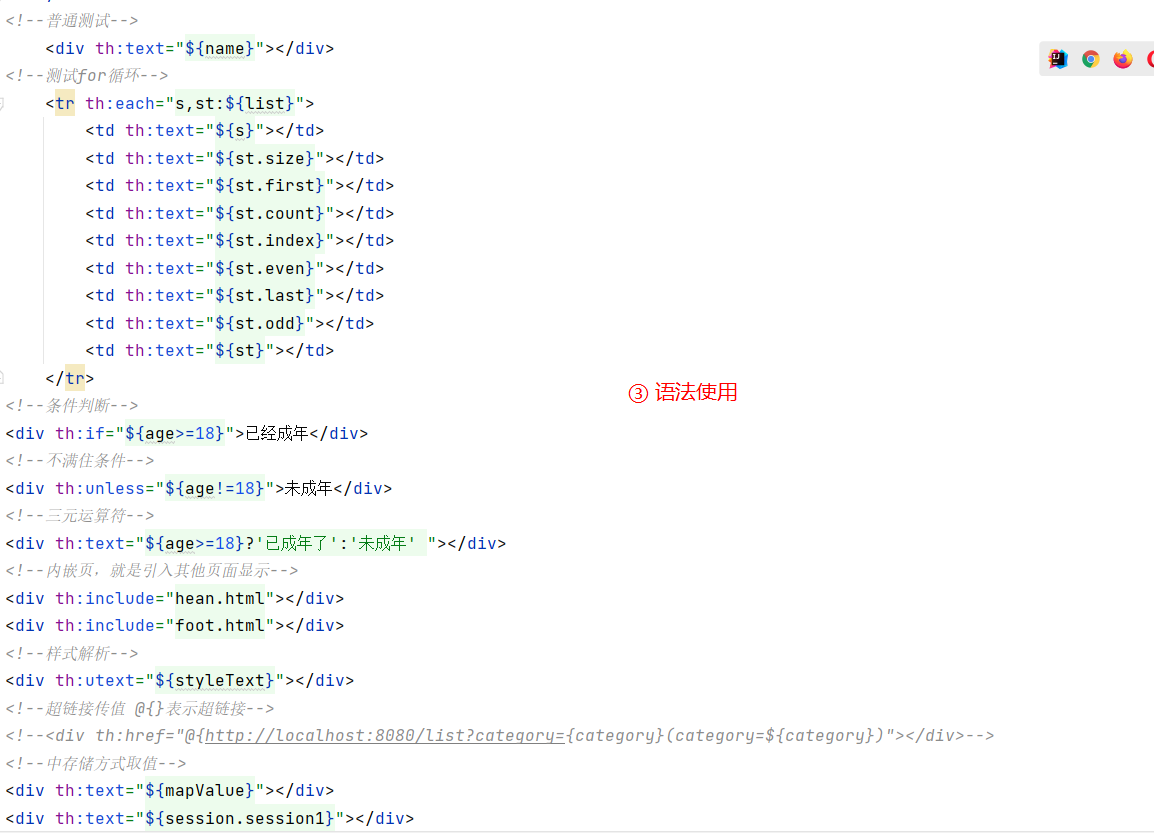 <!--普通测试-->
<div th:text="${name}"></div>
<!--测试for循环-->
<tr th:each="s,st:${list}">
<td th:text="${s}"></td>
<td th:text="${st.size}"></td>
<td th:text="${st.first}"></td>
<td th:text="${st.count}"></td>
<td th:text="${st.index}"></td>
<td th:text="${st.even}"></td>
<td th:text="${st.last}"></td>
<td th:text="${st.odd}"></td>
<td th:text="${st}"></td>
</tr>
③ 语法使用
<!--条件判断-->
<div th:if="${age>=18}">已经成年</div>
<!--不满住条件-->
<div th:unless="${age!=18}">未成年</div>
<!--三元运算符-->
<div th:text="${age>=18}?'已成年了':'未成年' "></div>
<!--内嵌页，就是引入其他页面显示-->
<div th:include="hean.html"></div>
<div th:include="foot.html"></div>
<!--样式解析-->
<div th:utext="${styleText}"></div>
<!--超链接传值 @{}表示超链接-->
<!--<div th:href="@{http://localhost:8080/list?category={category}(category=${category})"></div>-->
<!--中存储方式取值-->
<div th:text="${mapValue}"></div>
<div th:text="${session.session1}"></div>